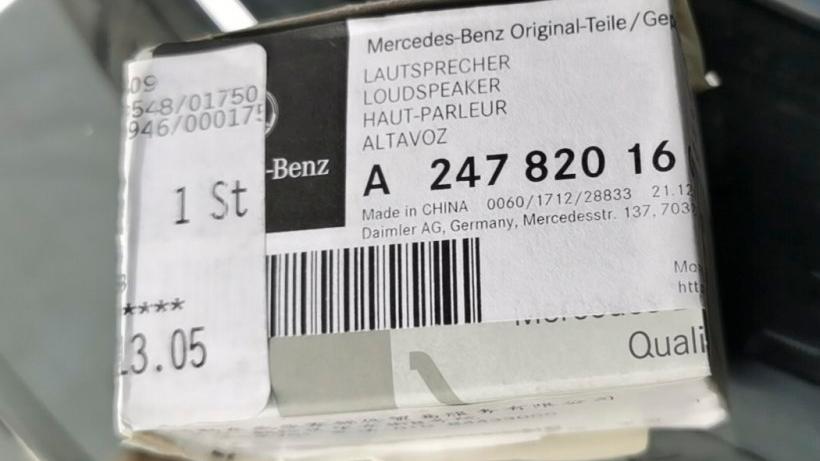 09
548/01750
946/00017
1 St
****
3.05
-Benz
Mercedes-Benz Original-Teile/Ge
LAUTSPRECHER
LOUDSPEAKER
HAUT-PARLEUR
ALTAVOZ
A 247 820 16
Made in CHINA 0060/1712/28833 21.12
Daimler AG, Germany, Mercedesstr. 137, 703
Mo
htt
Quali